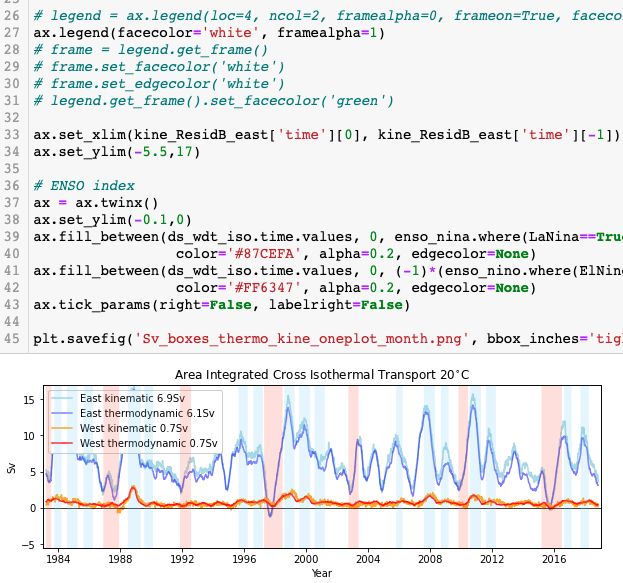 26 # legend = ax.legend(loc=4, ncol=2, framealpha=0, frameon=True, faceco
27 ax.legend(facecolor='white', framealpha=1)
28 # frame = legend.get_frame()
29 # frame.set_facecolor('white')
30 # frame.set_edgecolor('white')
31 # legend.get_frame().set_facecolor('green')
32
33 ax.set_xlim(kine_ResidB_east['time'][0], kine_ResidB_east['time'][-1])
34 ax.set_ylim(-5.5,17)
35
36 # ENSO index
37 ax = ax.twinx()
38 ax.set_ylim(-0.1,0)
39 ax.fill_between(ds_wdt_iso.time.values, 0, enso_nina.where(LaNina==Tru
40 color='#87CEFA', alpha=0.2, edgecolor=None)
41 ax.fill_between(ds_wdt_iso.time.values, 0, (-1)*(enso_nino.where(ElNin
42 color='#FF6347', alpha=0.2, edgecolor=None)
43 ax.tick_params(right=False, labelright=False)
44
45 plt.savefig('Sv_boxes_thermo_kine_oneplot_month.png', bbox_inches='tig
Area Integrated Cross Isothermal Transport 20°C
East kinematic 6.9Sv
East thermodynamic 6.1Sv
West kinematic 0.7Sv
West thermodynamic 0.7Sv
15
10
5
0
−5
Sv
1984 1988 1992 1996 2000 2004 2008 2012 2016
Year